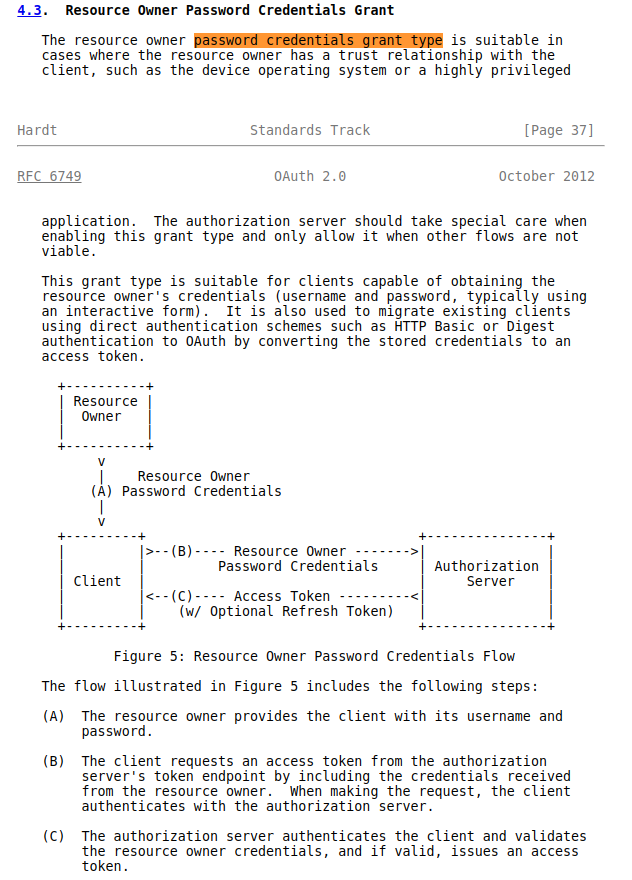 4.3.  Resource Owner Password Credentials Grant

   The resource owner password credentials grant type is suitable in
   cases where the resource owner has a trust relationship with the
   client, such as the device operating system or a highly privileged

Hardt                        Standards Track                   [Page 37]

RFC 6749                        OAuth 2.0                   October 2012

   application.  The authorization server should take special care when
   enabling this grant type and only allow it when other flows are not
   viable.

   This grant type is suitable for clients capable of obtaining the
   resource owner's credentials (username and password, typically using
   an interactive form).  It is also used to migrate existing clients
   using direct authentication schemes such as HTTP Basic or Digest
   authentication to OAuth by converting the stored credentials to an
   access token.

     +----------+
     | Resource |
     |  Owner   |
     |          |
     +----------+
          v
          |    Resource Owner
         (A) Password Credentials
          |
          v
     +---------+                                  +---------------+
     |         |>--(B)---- Resource Owner ------->|               |
     |         |         Password Credentials     | Authorization |
     | Client  |                                  |     Server    |
     |         |<--(C)---- Access Token ---------<|               |
     |         |    (w/ Optional Refresh Token)   |               |
     +---------+                                  +---------------+

            Figure 5: Resource Owner Password Credentials Flow

   The flow illustrated in Figure 5 includes the following steps:

   (A)  The resource owner provides the client with its username and
        password.

   (B)  The client requests an access token from the authorization
        server's token endpoint by including the credentials received
        from the resource owner.  When making the request, the client
        authenticates with the authorization server.

   (C)  The authorization server authenticates the client and validates
        the resource owner credentials, and if valid, issues an access
        token.